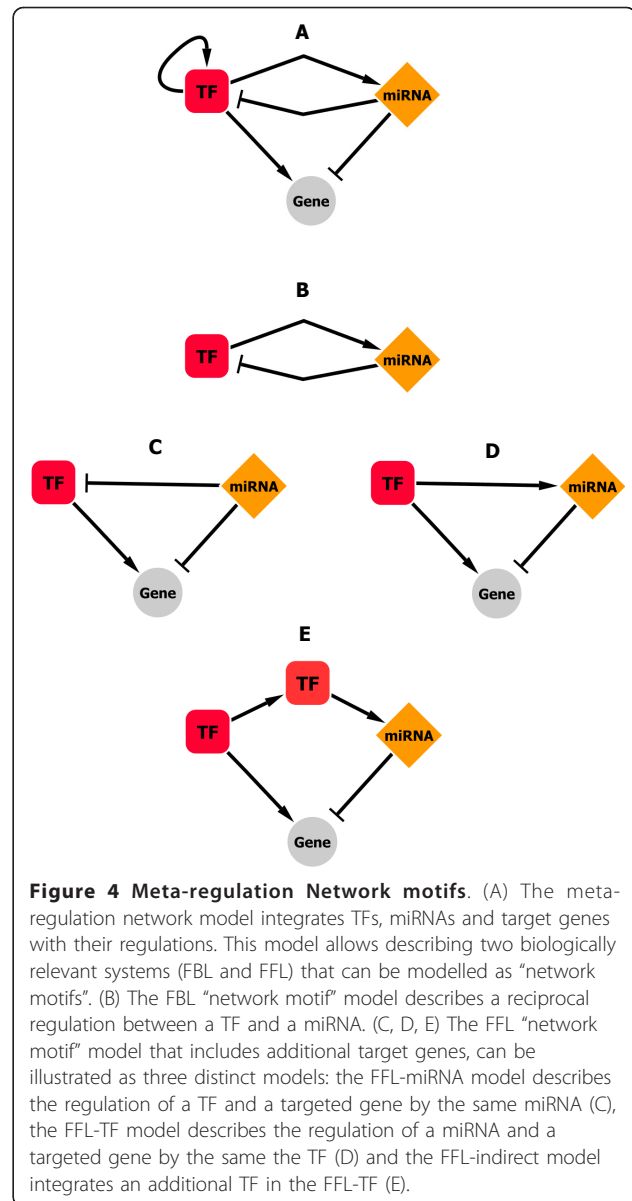 A
TF
miRNA
Gene
B
TF
miRNA
C
TF
miRNA
Gene
D
TF
miRNA
Gene
E
TF
TF
miRNA
Gene
Figure 4 Meta-regulation Network motifs. (A) The meta-
regulation network model integrates TFs, miRNAs and target genes
with their regulations. This model allows describing two biologically
relevant systems (FBL and FFL) that can be modelled as “network
motifs”. (B) The FBL “network motif” model describes a reciprocal
regulation between a TF and a miRNA. (C, D, E) The FFL “network
motif” model that includes additional target genes, can be
illustrated as three distinct models: the FFL-miRNA model describes
the regulation of a TF and a targeted gene by the same miRNA (C),
the FFL-TF model describes the regulation of a miRNA and a
targeted gene by the same the TF (D) and the FFL-indirect model
integrates an additional TF in the FFL-TF (E).